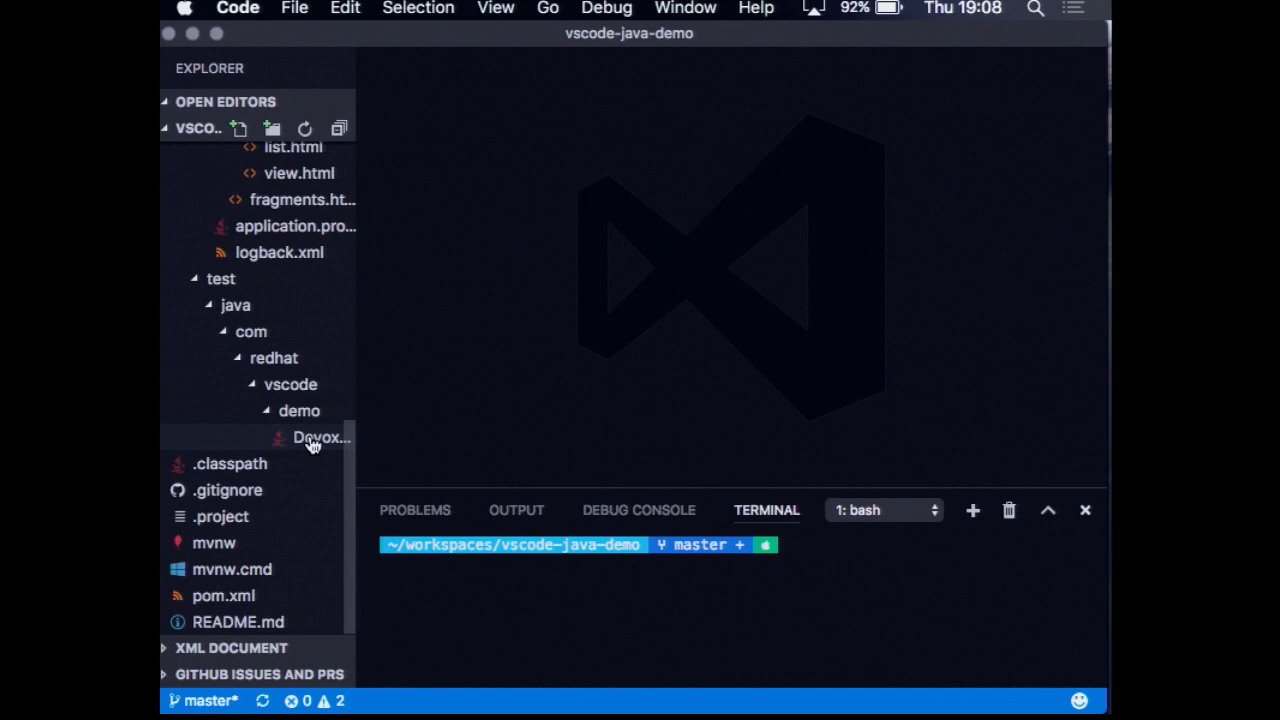 Code File Edit Selection View Go Debug Window Help 92% Thu 19:08
vscode-java-demo
EXPLORER
OPEN EDITORS
VSCO..
list.html
view.html
fragments.ht...
application.pro...
logback.xml
test
java
com
redhat
vscode
demo
Devox...
.classpath
.gitignore
.project
mvnw
mvnw.cmd
pom.xml
README.md
XML DOCUMENT
GITHUB ISSUES AND PRS
PROBLEMS OUTPUT DEBUG CONSOLE TERMINAL 1: bash
~/workspaces/vscode-java-demo master +
master* 0 2